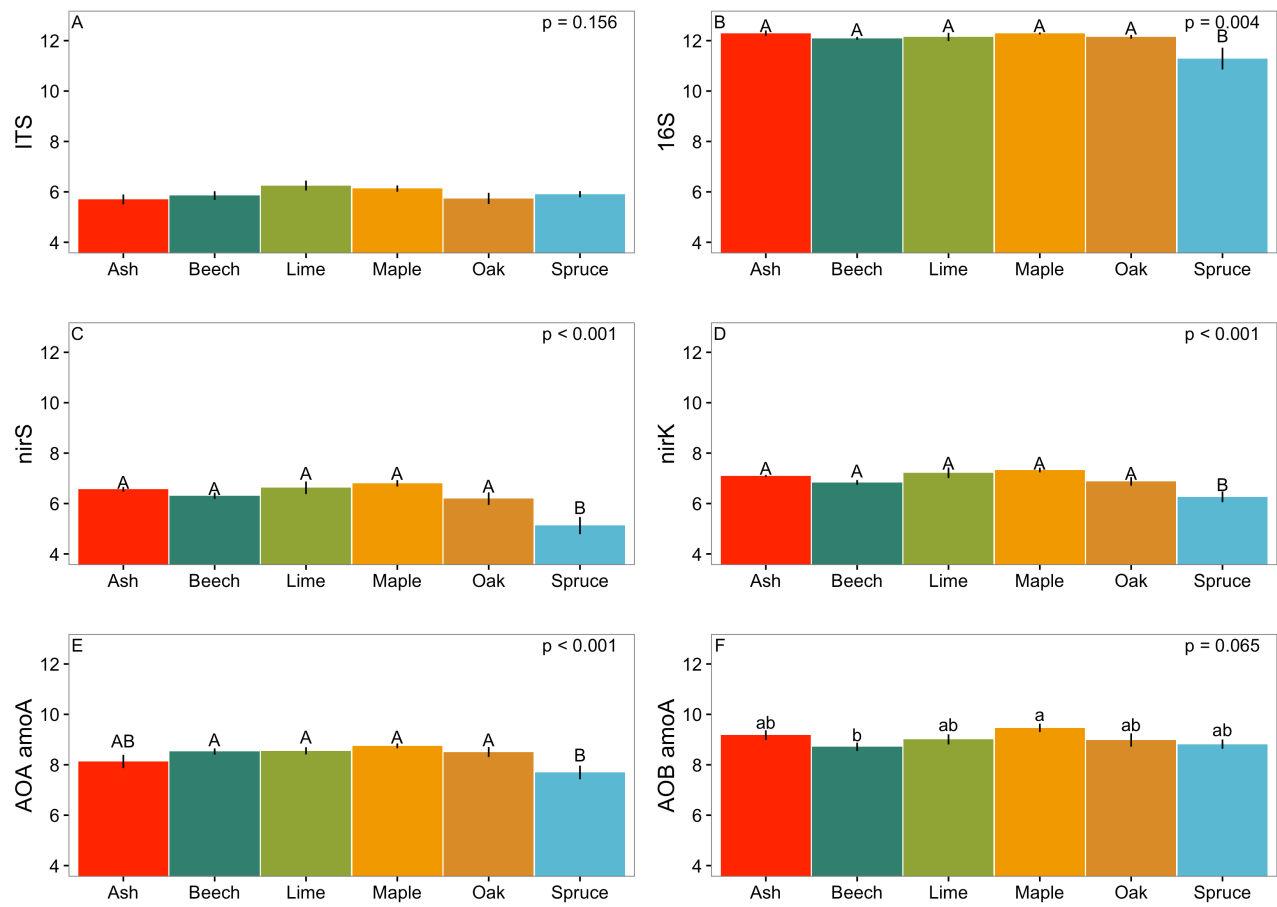 A
p = 0.156
ITS
12
10
8
6
4
Ash Beech Lime Maple Oak Spruce
B
p = 0.004
16S
12
10
8
6
4
A A A A A B
Ash Beech Lime Maple Oak Spruce
C
p < 0.001
nirS
12
10
8
6
4
A A A A A B
Ash Beech Lime Maple Oak Spruce
D
p < 0.001
nirK
12
10
8
6
4
A A A A A B
Ash Beech Lime Maple Oak Spruce
E
p < 0.001
AOA amoA
12
10
8
6
4
AB A A A A B
Ash Beech Lime Maple Oak Spruce
F
p = 0.065
AOB amoA
12
10
8
6
4
ab b ab a ab ab
Ash Beech Lime Maple Oak Spruce